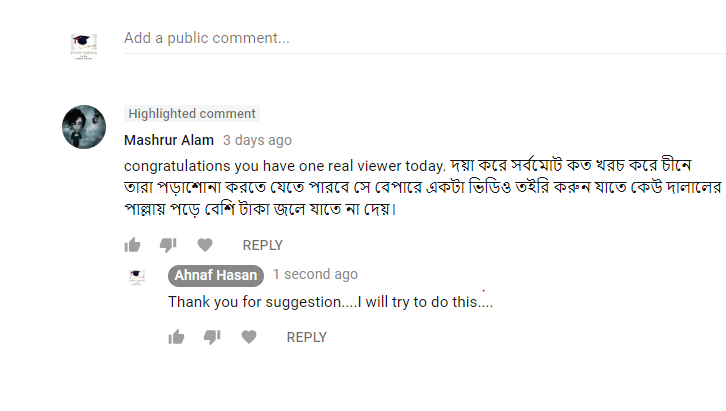 Add a public comment...
Highlighted comment
Mashrur Alam 3 days ago
congratulations you have one real viewer today. দয়া করে সর্বমোট কত খরচ করে চীনে
তারা পড়াশোনা করতে যেতে পারবে সে বেপারে একটা ভিডিও তইরি করুন যাতে কেউ দালালের
পাল্লায় পড়ে বেশি টাকা জলে যাতে না দেয়।
REPLY
Ahnaf Hasan 1 second ago
Thank you for suggestion....I will try to do this....
REPLY